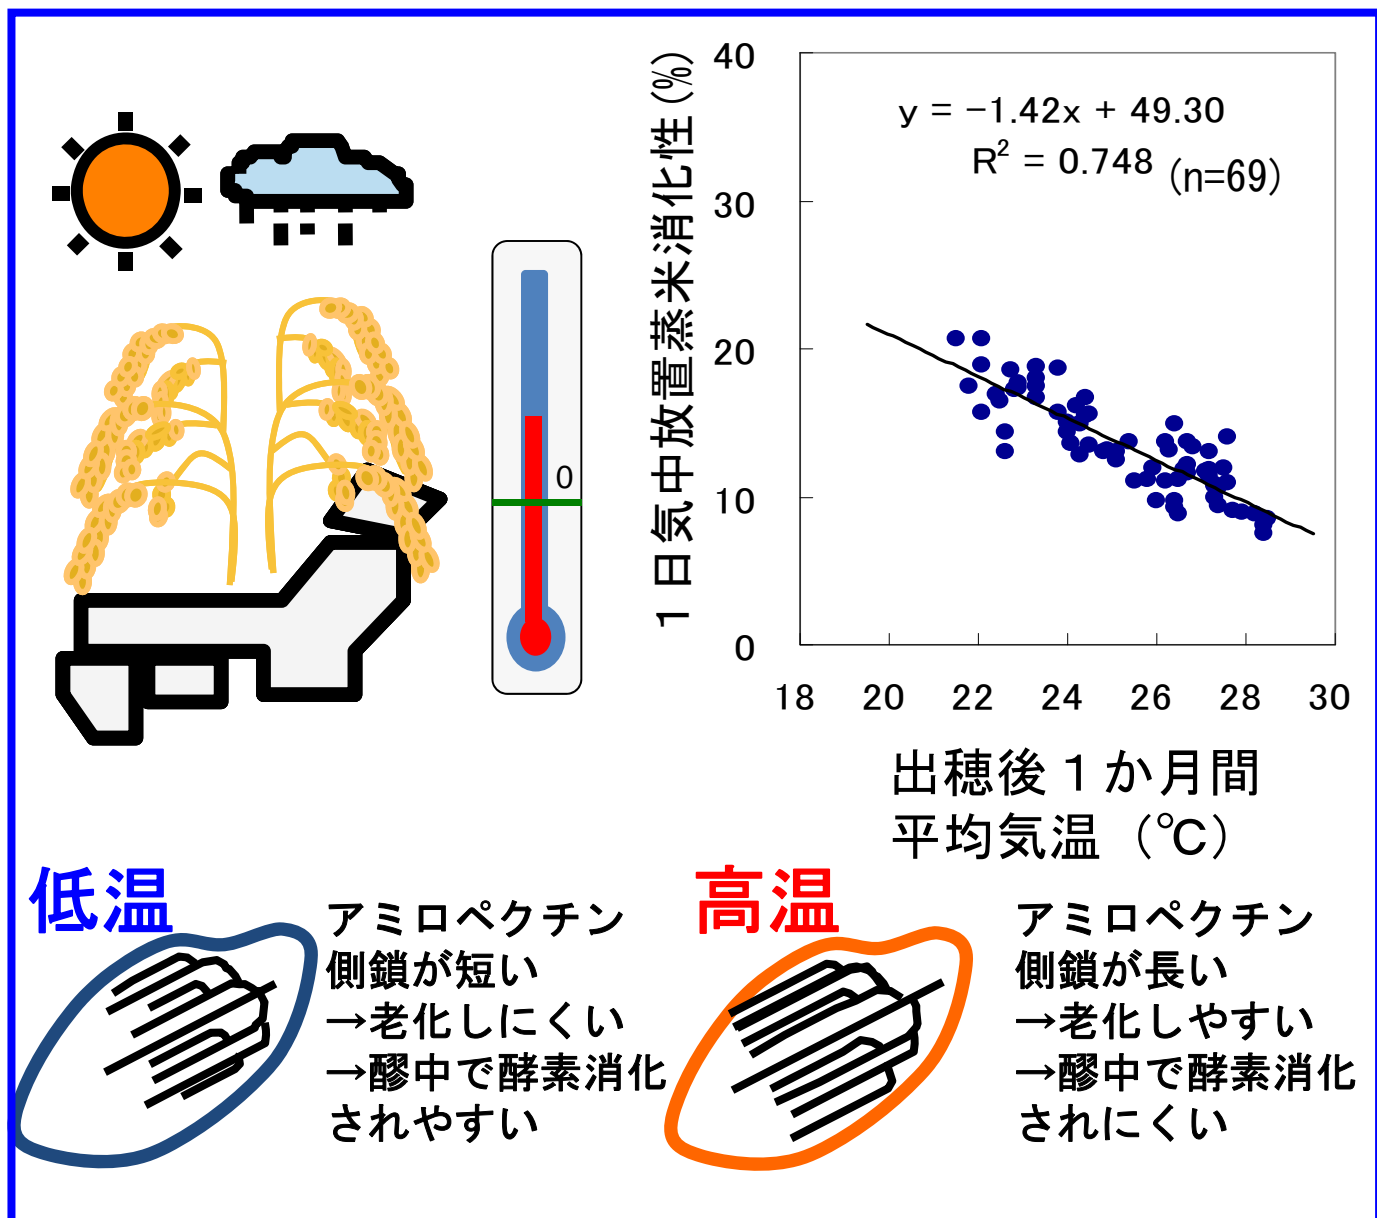 1日気中放置蒸米消化性(%)
40
30
20
10
0
y = −1.42x + 49.30
R² = 0.748 (n=69)
18 20 22 24 26 28 30
出穂後１か月間
平均気温（℃）
0
低温
アミロペクチン
側鎖が短い
→老化しにくい
→醪中で酵素消化
されやすい
高温
アミロペクチン
側鎖が長い
→老化しやすい
→醪中で酵素消化
されにくい